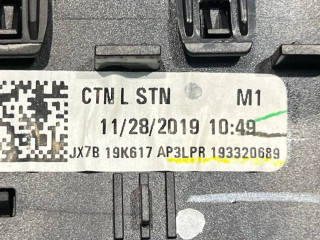 CTN L STN M1
11/28/2019 10:49
JX7B 19K617 AP3LPR 193320689